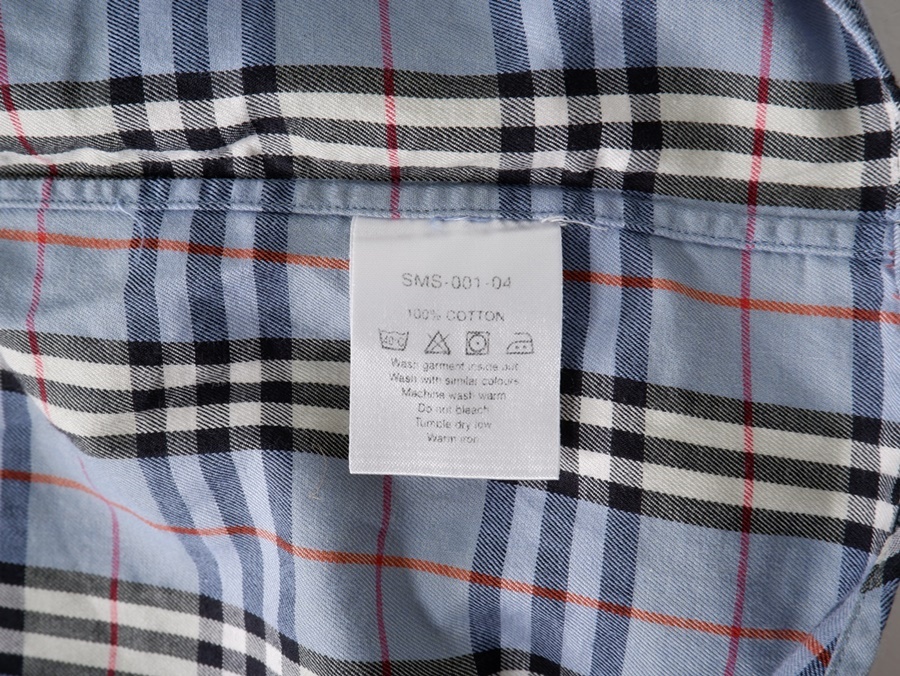 SMS-001-04
100% COTTON
40°C
Wash garment inside out
Wash with similar colours
Machine wash warm
Do not bleach
Tumble dry low
Warm iron